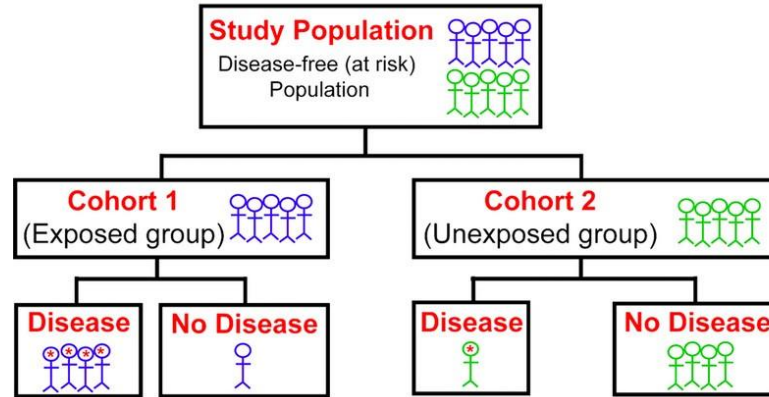 Study Population
Disease-free (at risk)
Population
Cohort 1
(Exposed group)
Cohort 2
(Unexposed group)
Disease
No Disease
Disease
No Disease